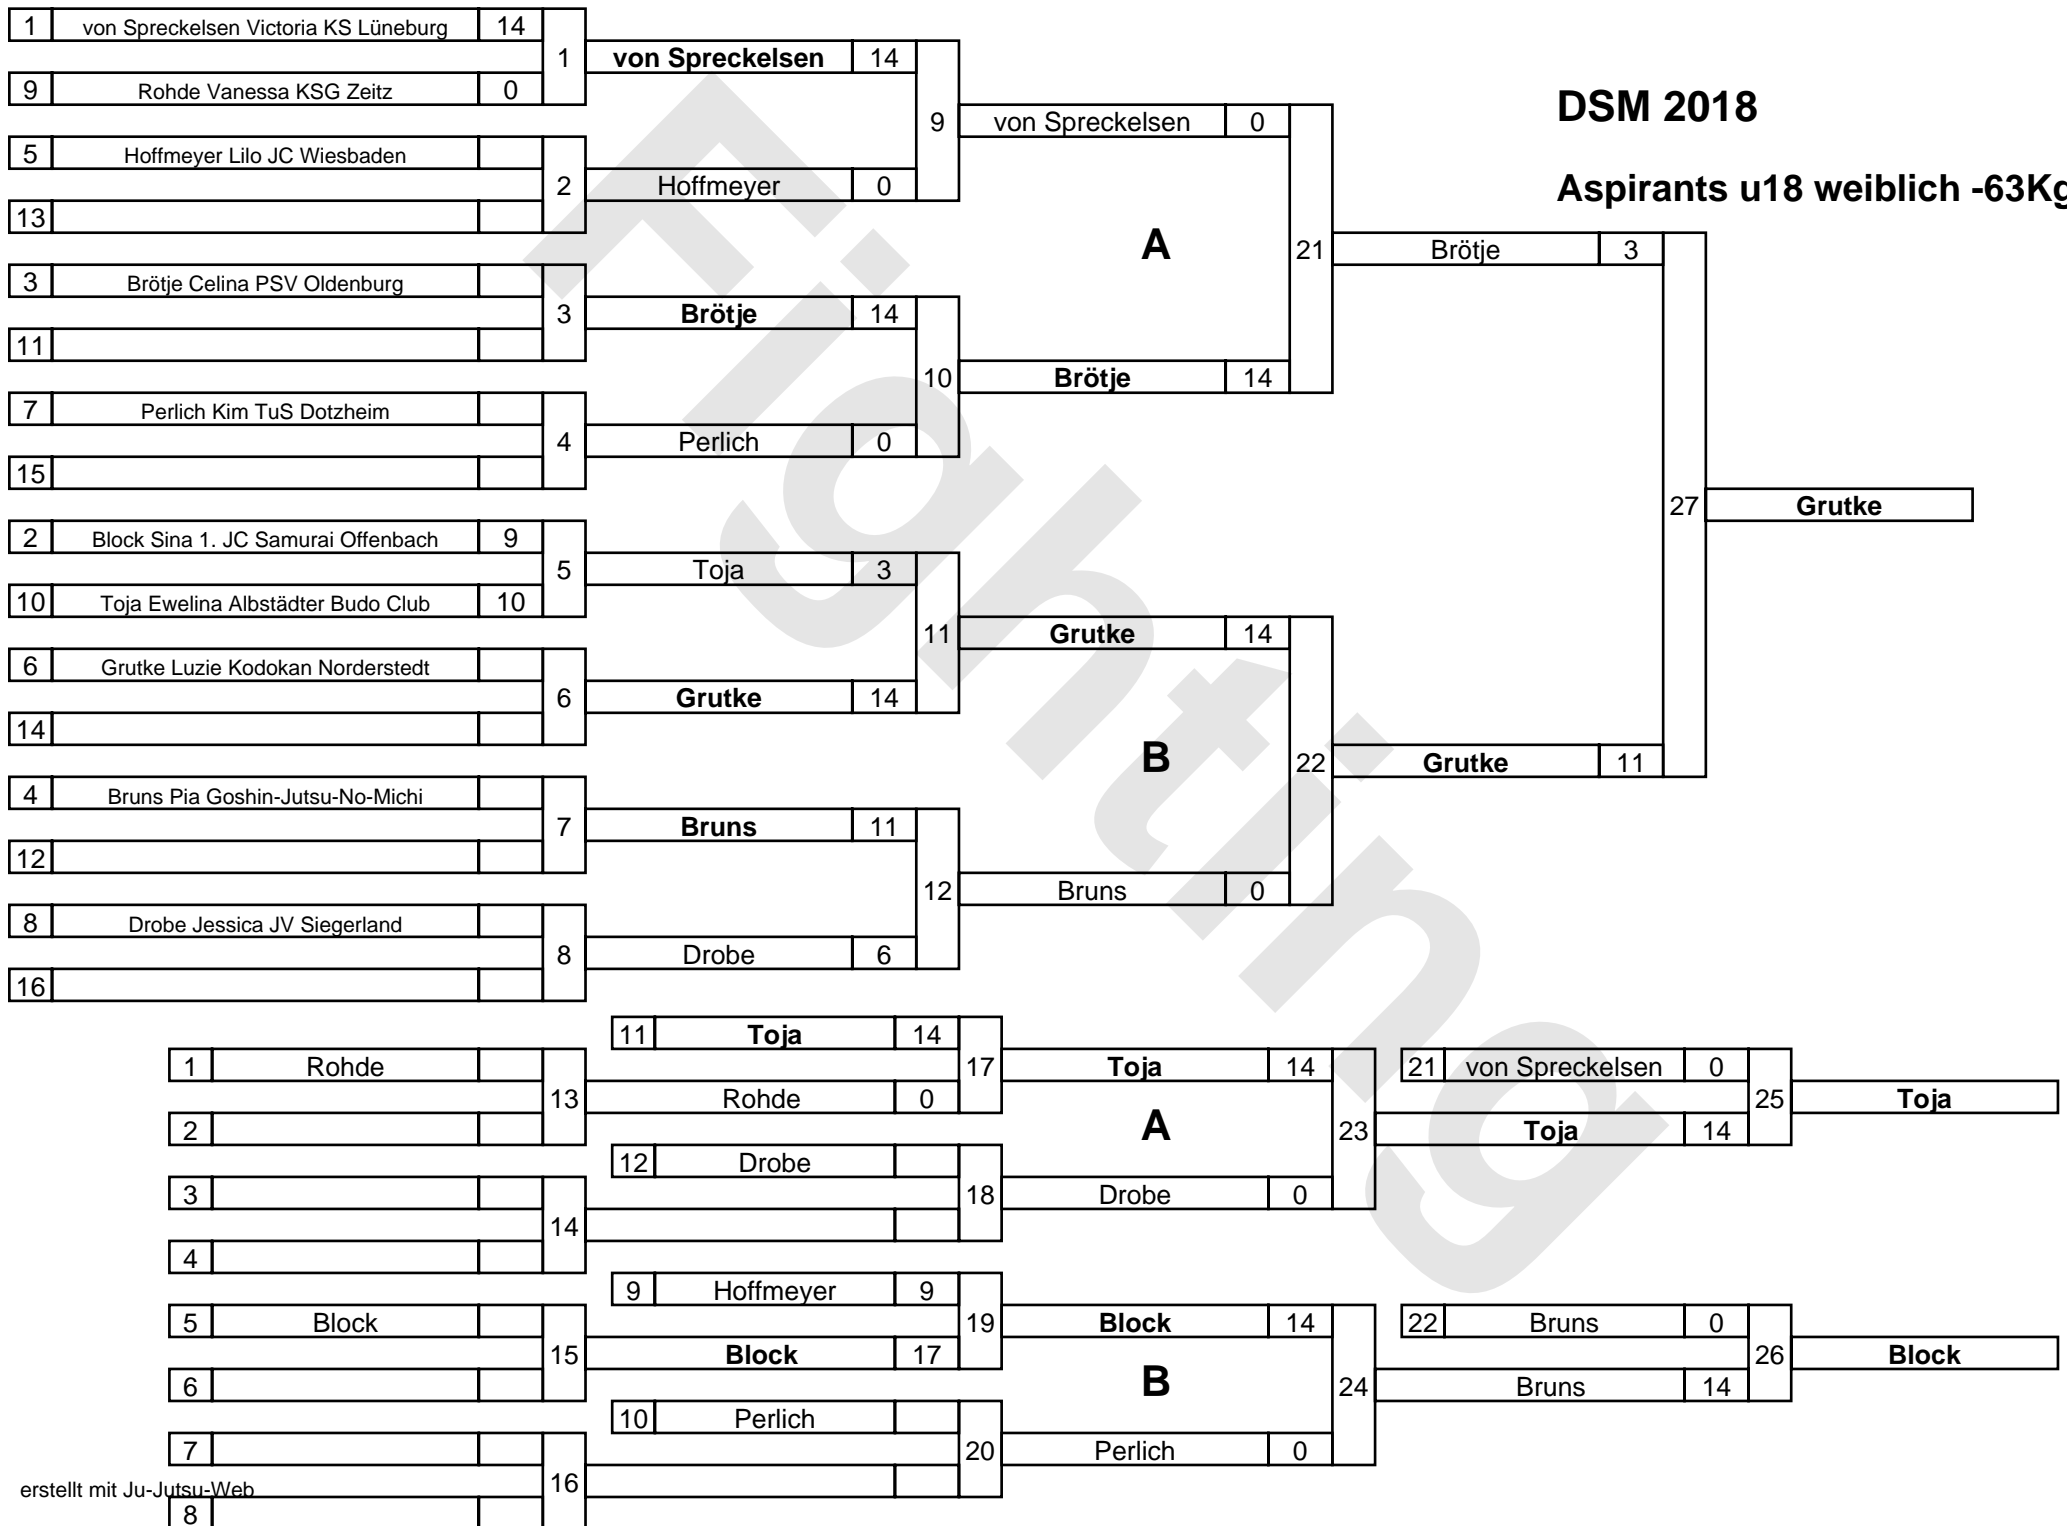 DSM 2018
Aspirants u18 weiblich -63Kg
1 von Spreckelsen Victoria KS Lüneburg 14
1
9 Rohde Vanessa KSG Zeitz 0
5 Hoffmeyer Lilo JC Wiesbaden
2
13
3 Brötje Celina PSV Oldenburg
3
11
7 Perlich Kim TuS Dotzheim
4
15
2 Block Sina 1. JC Samurai Offenbach 9
5
10 Toja Ewelina Albstädter Budo Club 10
6 Grutke Luzie Kodokan Norderstedt
6
14
4 Bruns Pia Goshin-Jutsu-No-Michi
7
12
8 Drobe Jessica JV Siegerland
8
16
von Spreckelsen 14
9
Hoffmeyer 0
Brötje 14
10
Perlich 0
Toja 3
11
Grutke 14
Bruns 11
12
Drobe 6
von Spreckelsen 0
A
21
Brötje 14
Grutke 14
B
22
Bruns 0
Brötje 3
27
Grutke 11
Grutke
Fighting
1 Rohde
13
2
3
14
4
5 Block
15
6
7
16
8
11 Toja 14
17
Rohde 0
12 Drobe
18
9 Hoffmeyer 9
19
Block 17
10 Perlich
20
Toja 14
A
23
Drobe 0
Block 14
B
24
Perlich 0
21 von Spreckelsen 0
25
Toja 14
Toja
22 Bruns 0
26
Bruns 14
Block
erstellt mit Ju-Jutsu-Web